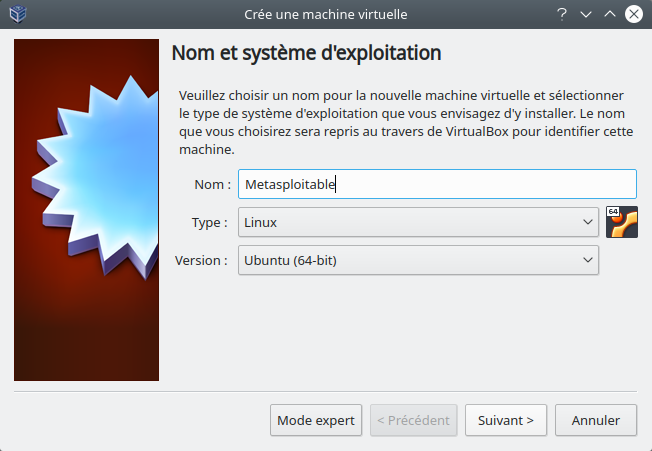 Crée une machine virtuelle
Nom et système d'exploitation
Veuillez choisir un nom pour la nouvelle machine virtuelle et sélectionner
le type de système d'exploitation que vous envisagez d'y installer. Le nom
que vous choisirez sera repris au travers de VirtualBox pour identifier cette
machine.
Nom : Metasploitable
Type : Linux
64
Version : Ubuntu (64-bit)
Mode expert < Précédent Suivant > Annuler